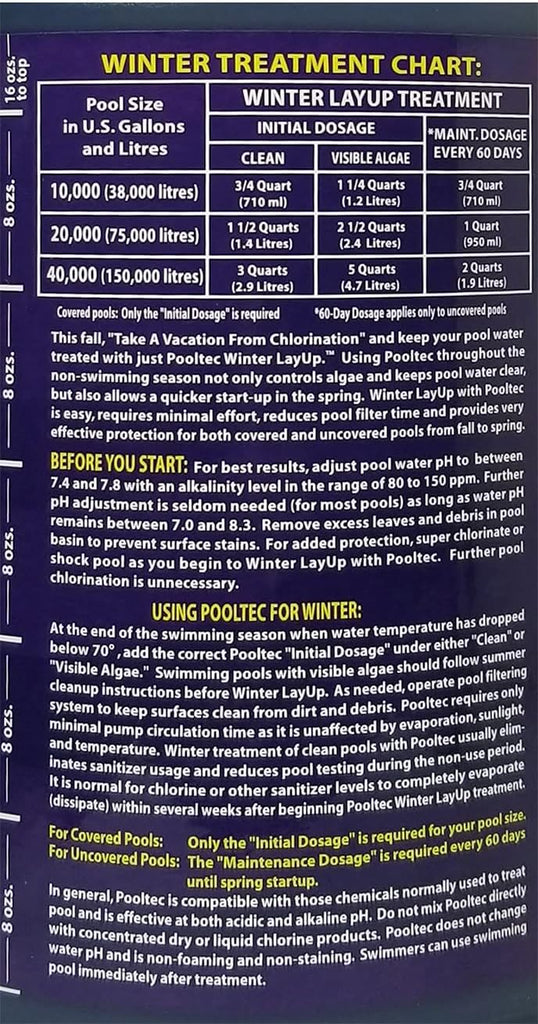 16 ozs.
to top
8 ozs.
8 ozs.
8 ozs.
8 ozs.
8 ozs.
WINTER TREATMENT CHART:
Pool Size
in U.S. Gallons
and Litres
WINTER LAYUP TREATMENT
INITIAL DOSAGE
*MAINT. DOSAGE
EVERY 60 DAYS
CLEAN
VISIBLE ALGAE
10,000 (38,000 litres)
3/4 Quart
(710 ml)
1 1/4 Quarts
(1.2 Litres)
3/4 Quart
(710 ml)
20,000 (75,000 litres)
1 1/2 Quarts
(1.4 Litres)
2 1/2 Quarts
(2.4 Litres)
1 Quart
(950 ml)
40,000 (150,000 litres)
3 Quarts
(2.9 Litres)
5 Quarts
(4.7 Litres)
2 Quarts
(1.9 Litres)
Covered pools: Only the "Initial Dosage" is required
*60-Day Dosage applies only to uncovered pools
This fall, "Take A Vacation From Chlorination" and keep your pool water
treated with just Pooltec Winter LayUp.™ Using Pooltec throughout the
non-swimming season not only controls algae and keeps pool water clear,
but also allows a quicker start-up in the spring. Winter LayUp with Pooltec
is easy, requires minimal effort, reduces pool filter time and provides very
effective protection for both covered and uncovered pools from fall to spring.
BEFORE YOU START: For best results, adjust pool water pH to between
7.4 and 7.8 with an alkalinity level in the range of 80 to 150 ppm. Further
pH adjustment is seldom needed (for most pools) as long as water pH
remains between 7.0 and 8.3. Remove excess leaves and debris in pool
basin to prevent surface stains. For added protection, super chlorinate or
shock pool as you begin to Winter LayUp with Pooltec. Further pool
chlorination is unnecessary.
USING POOLTEC FOR WINTER:
At the end of the swimming season when water temperature has dropped
below 70°, add the correct Pooltec "Initial Dosage" under either "Clean" or
"Visible Algae." Swimming pools with visible algae should follow summer
cleanup instructions before Winter LayUp. As needed, operate pool filtering
system to keep surfaces clean from dirt and debris. Pooltec requires only
minimal pump circulation time as it is unaffected by evaporation, sunlight,
and temperature. Winter treatment of clean pools with Pooltec usually elim-
inates sanitizer usage and reduces pool testing during the non-use period.
It is normal for chlorine or other sanitizer levels to completely evaporate
(dissipate) within several weeks after beginning Pooltec Winter LayUp treatment.
For Covered Pools: Only the "Initial Dosage" is required for your pool size.
For Uncovered Pools: The "Maintenance Dosage" is required every 60 days
until spring startup.
In general, Pooltec is compatible with those chemicals normally used to treat
pool and is effective at both acidic and alkaline pH. Do not mix Pooltec directly
with concentrated dry or liquid chlorine products. Pooltec does not change
water pH and is non-foaming and non-staining. Swimmers can use swimming
pool immediately after treatment.